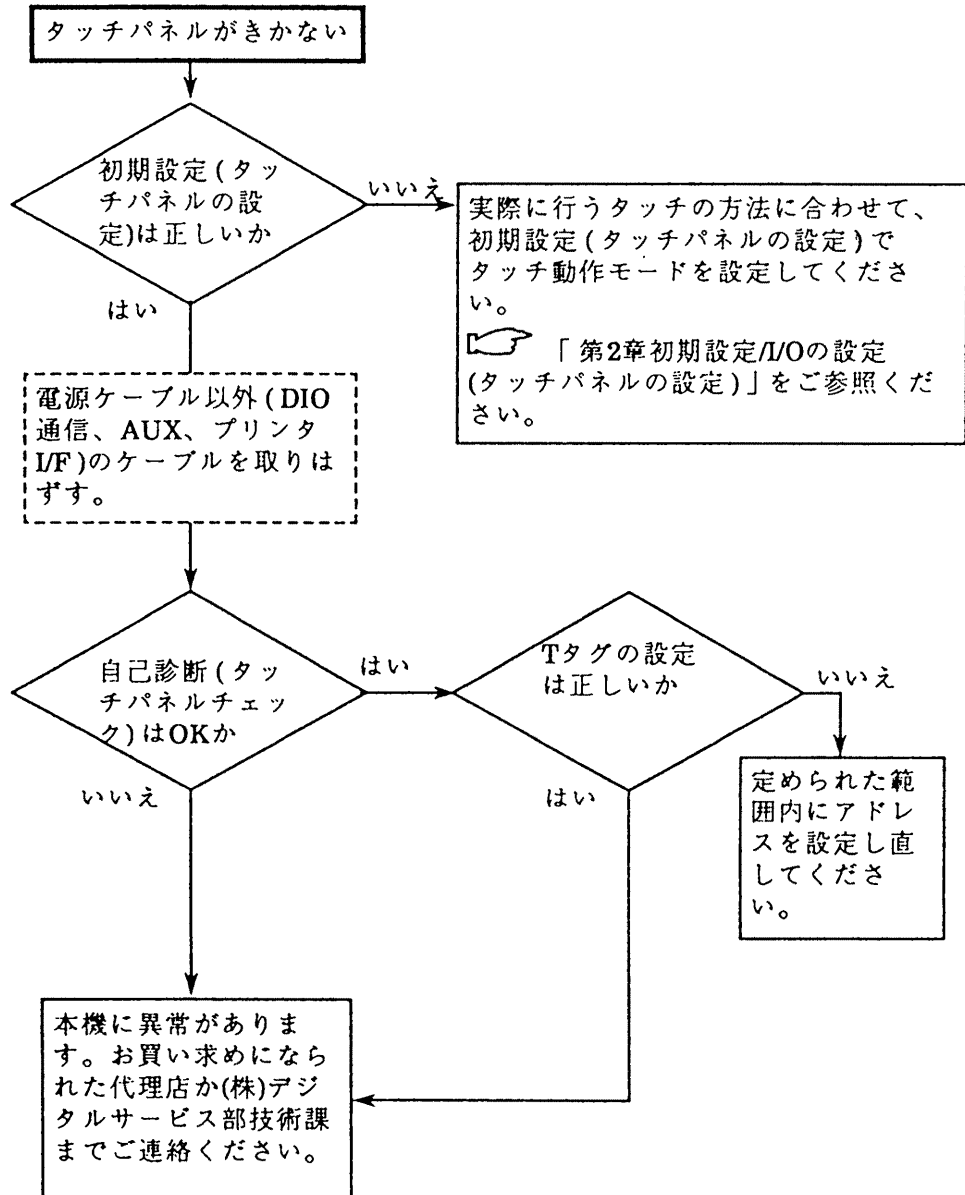 タッチパネルがきかない
初期設定(タッ
チパネルの設
定)は正しいか
いいえ
実際に行うタッチの方法に合わせて、
初期設定(タッチパネルの設定)で
タッチ動作モードを設定してくださ
い。
「第2章初期設定/I/Oの設定
(タッチパネルの設定)」をご参照くだ
さい。
はい
電源ケーブル以外(DIO
通信、AUX、プリンタ
I/F)のケーブルを取りは
ずす。
自己診断(タッ
チパネルチェッ
ク)はOKか
はい
Tタグの設定
は正しいか
いいえ
定められた範
囲内にアドレ
スを設定し直
してくださ
い。
いいえ
はい
本機に異常がありま
す。お買い求めになら
れた代理店か(株)デジ
タルサービス部技術課
までご連絡ください。